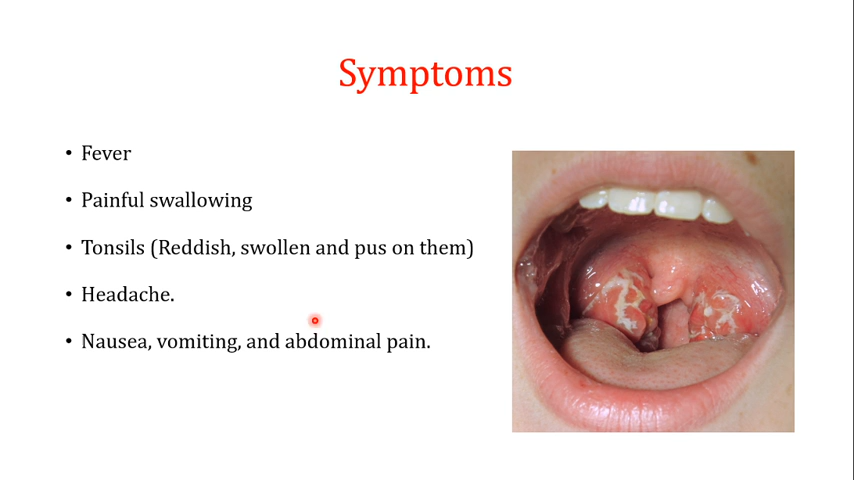 Symptoms
• Fever
• Painful swallowing
• Tonsils (Reddish, swollen and pus on them)
• Headache.
• Nausea, vomiting, and abdominal pain.